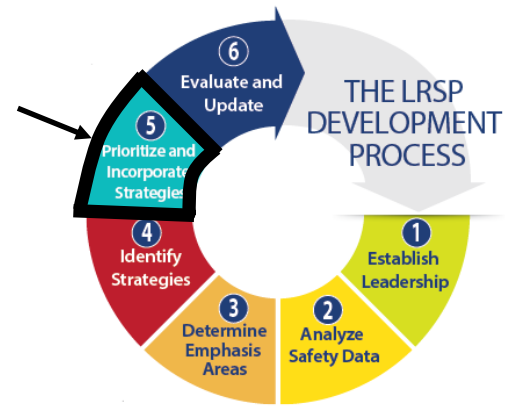 THE LRSP
DEVELOPMENT
PROCESS
1
Establish
Leadership
2
Analyze
Safety Data
3
Determine
Emphasis
Areas
4
Identify
Strategies
5
Prioritize and
Incorporate
Strategies
6
Evaluate and
Update